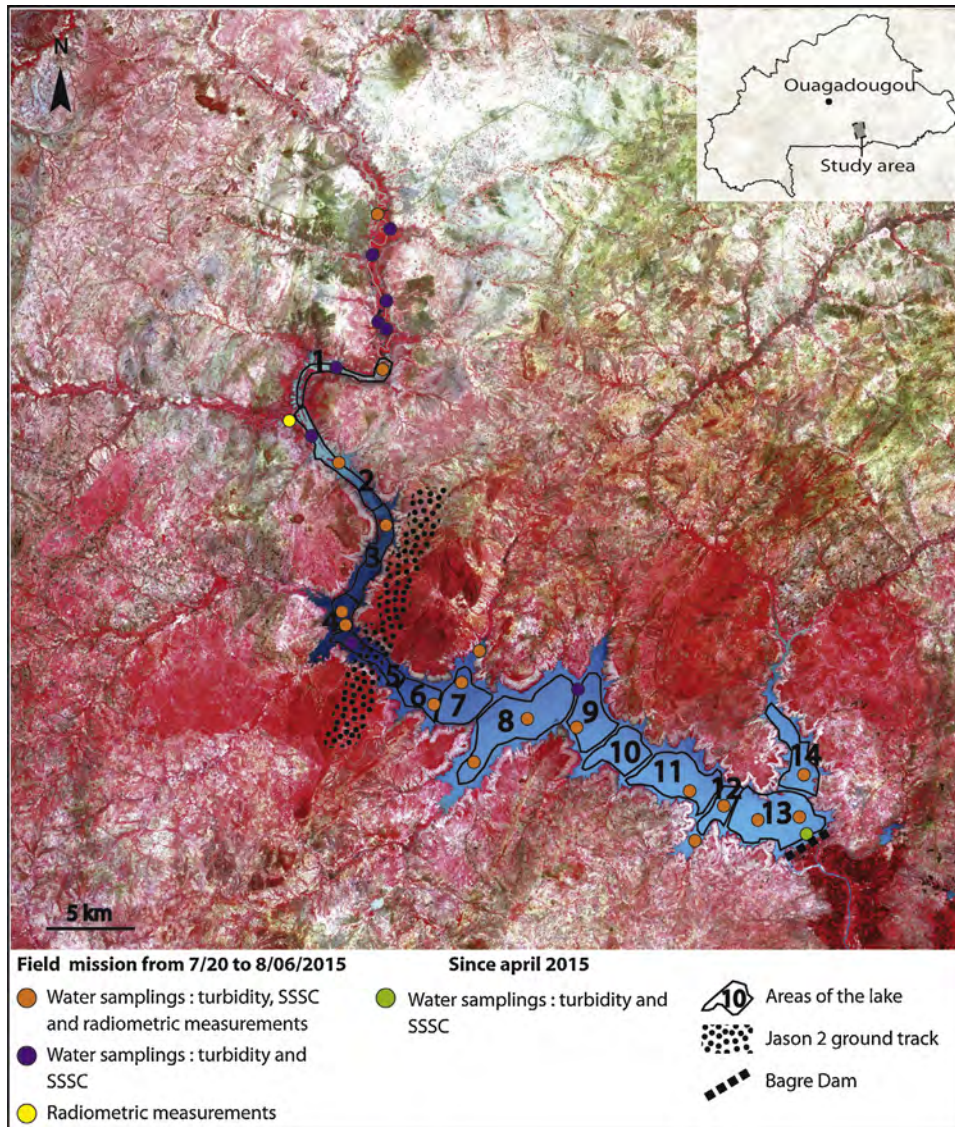 N
Ouagadougou
Study area
1
2
3
4
5
6
7
8
9
10
11
12
13
14
5 km
Field mission from 7/20 to 8/06/2015
Water samplings : turbidity, SSSC
and radiometric measurements
Water samplings : turbidity and
SSSC
Radiometric measurements
Since april 2015
Water samplings : turbidity and
SSSC
10
Areas of the lake
Jason 2 ground track
Bagre Dam